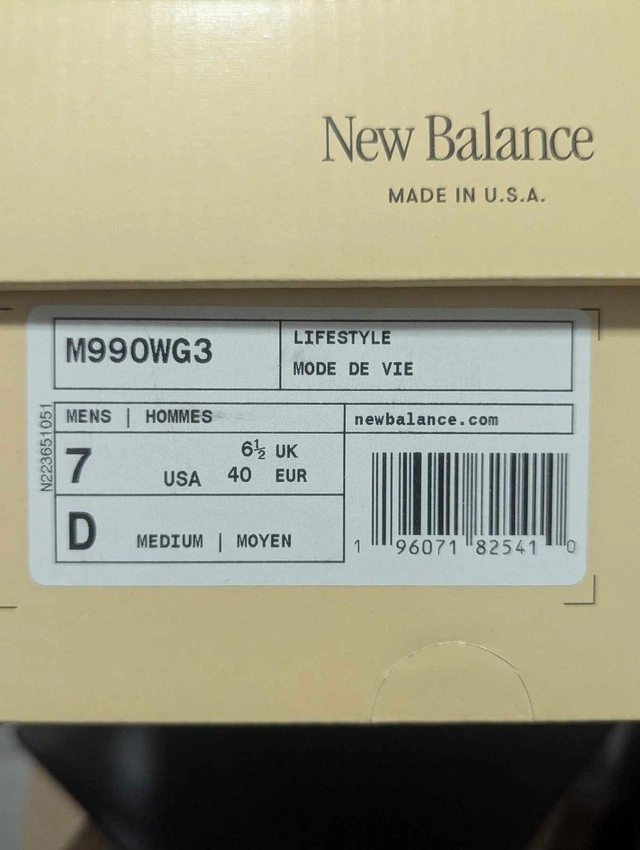 New Balance
MADE IN U.S.A.
M990WG3
LIFESTYLE
MODE DE VIE
MENS | HOMMES
newbalance.com
N223651051
7 USA
6½ UK
40 EUR
D MEDIUM | MOYEN
1 96071 82541 0